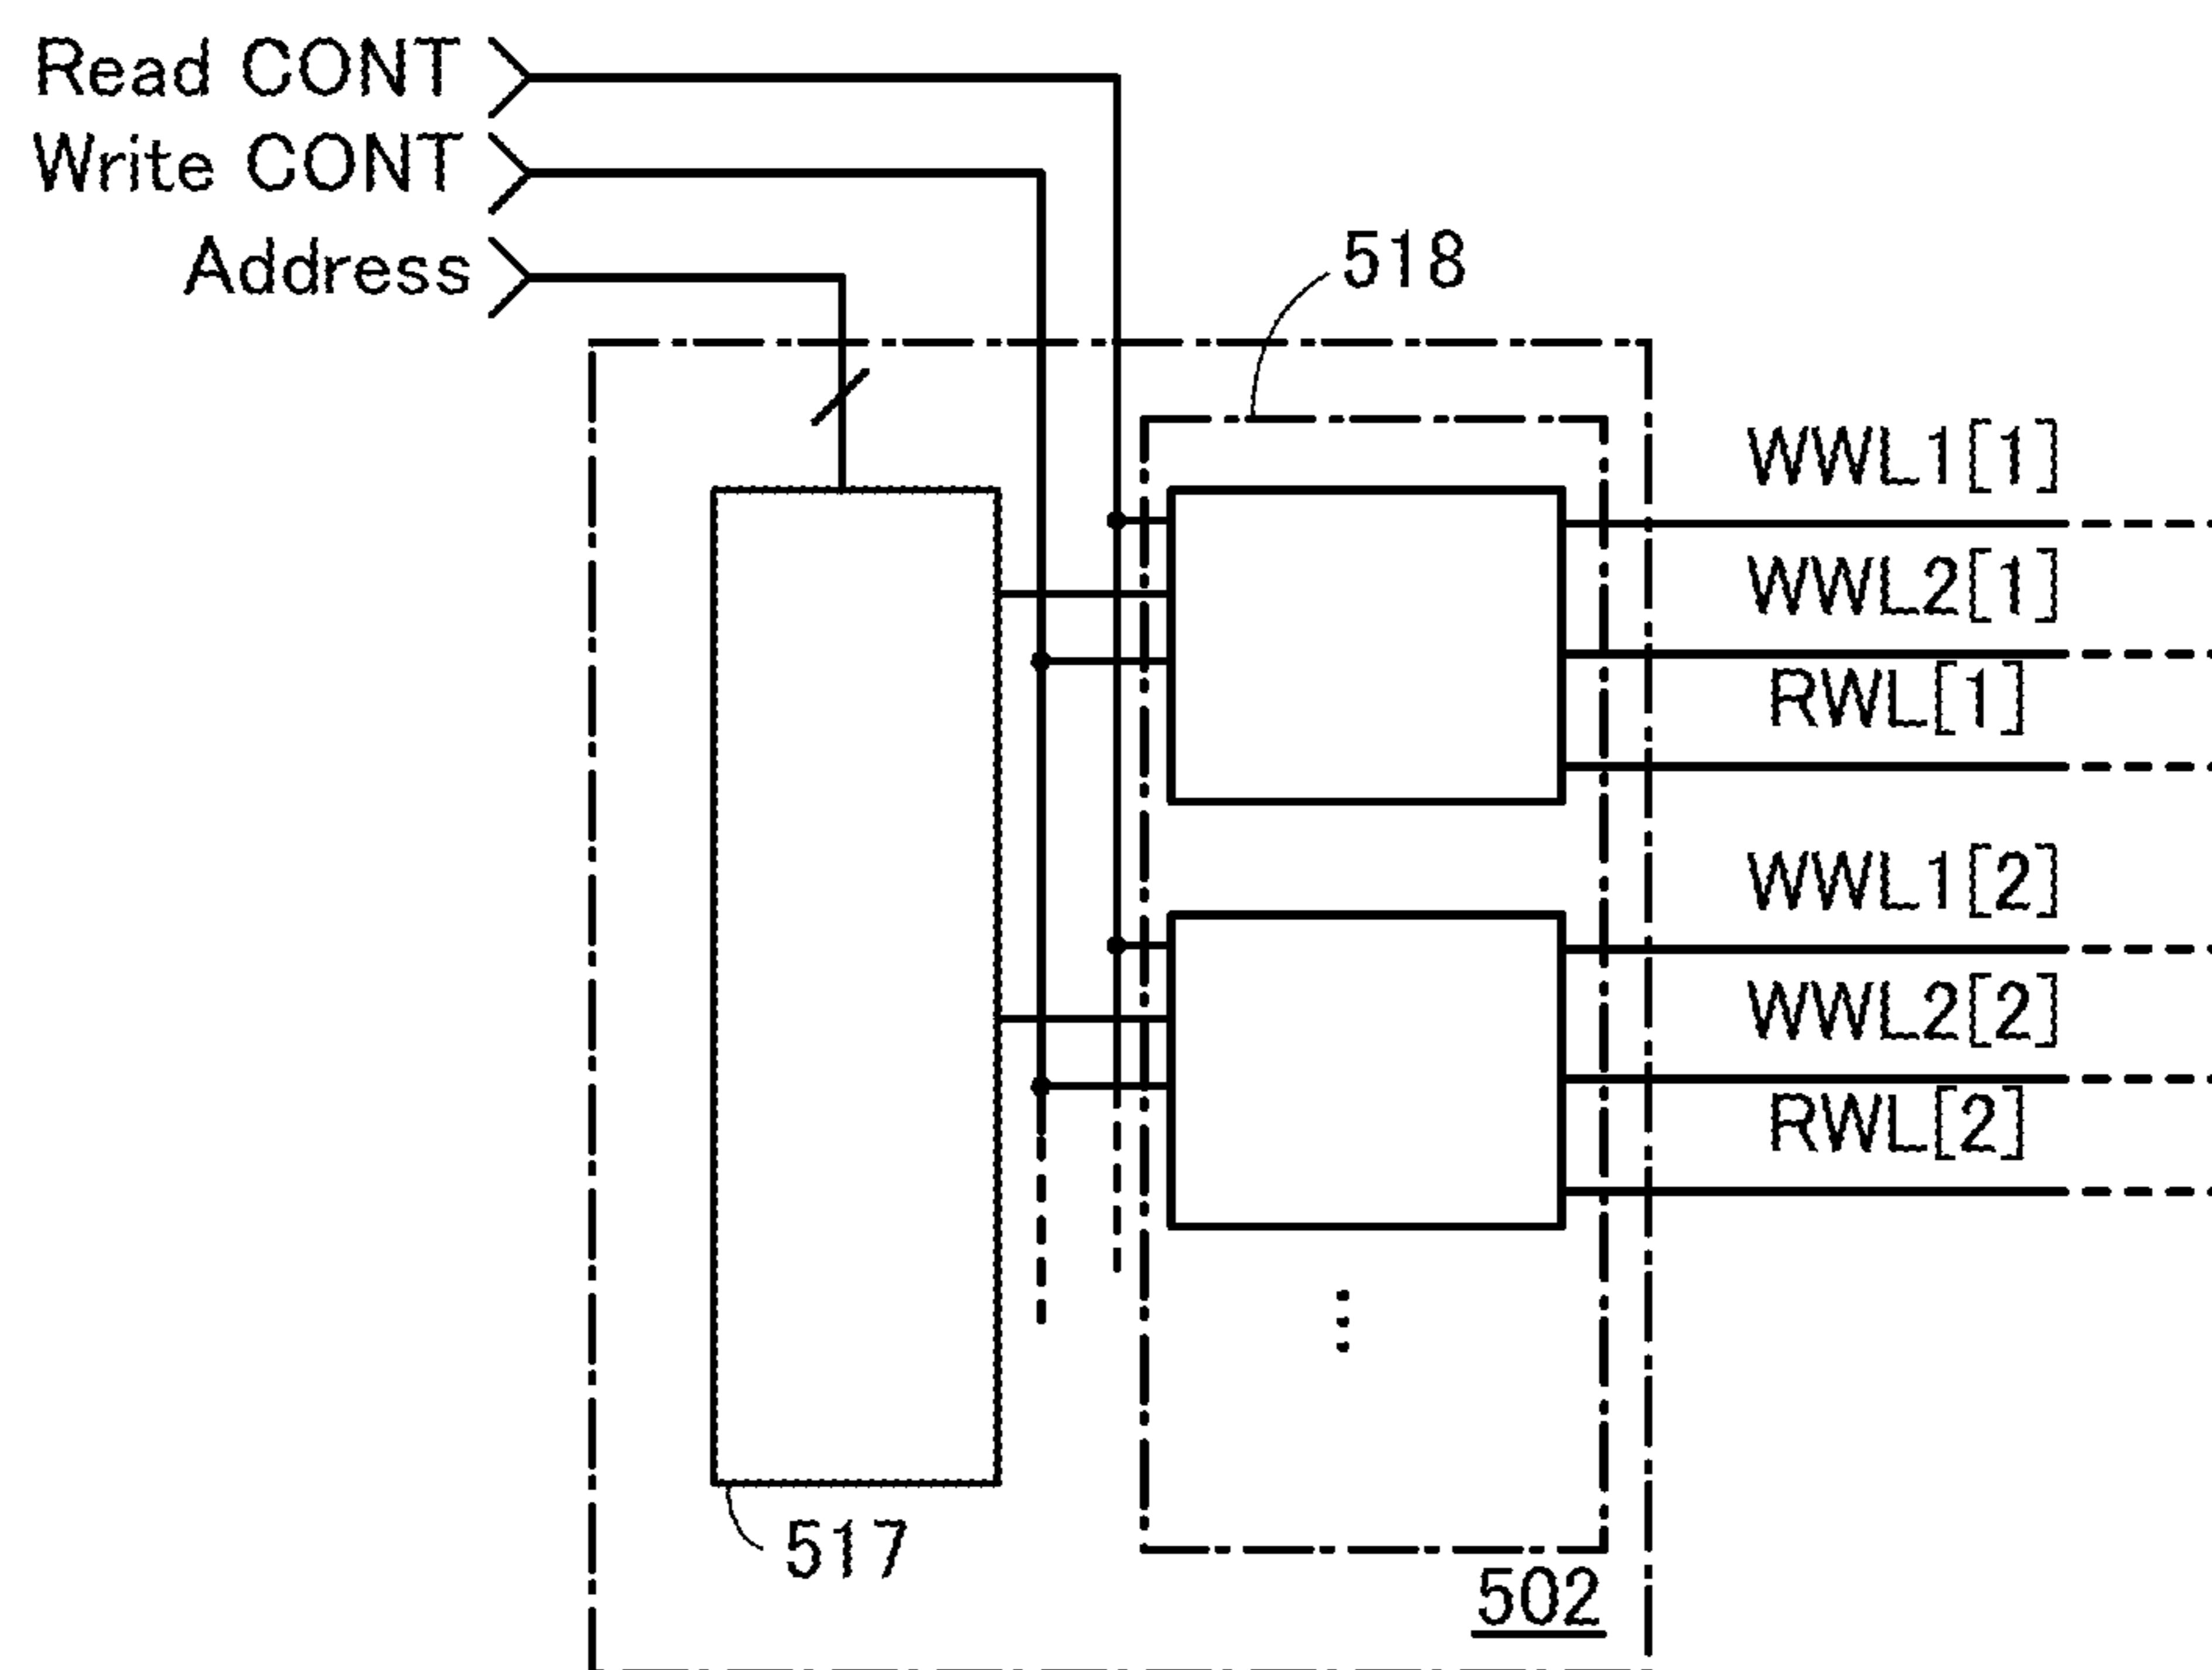 Read CONT
Write CONT
Address
518
WWL1[1]
WWL2[1]
RWL[1]
WWL1[2]
WWL2[2]
RWL[2]
517
502